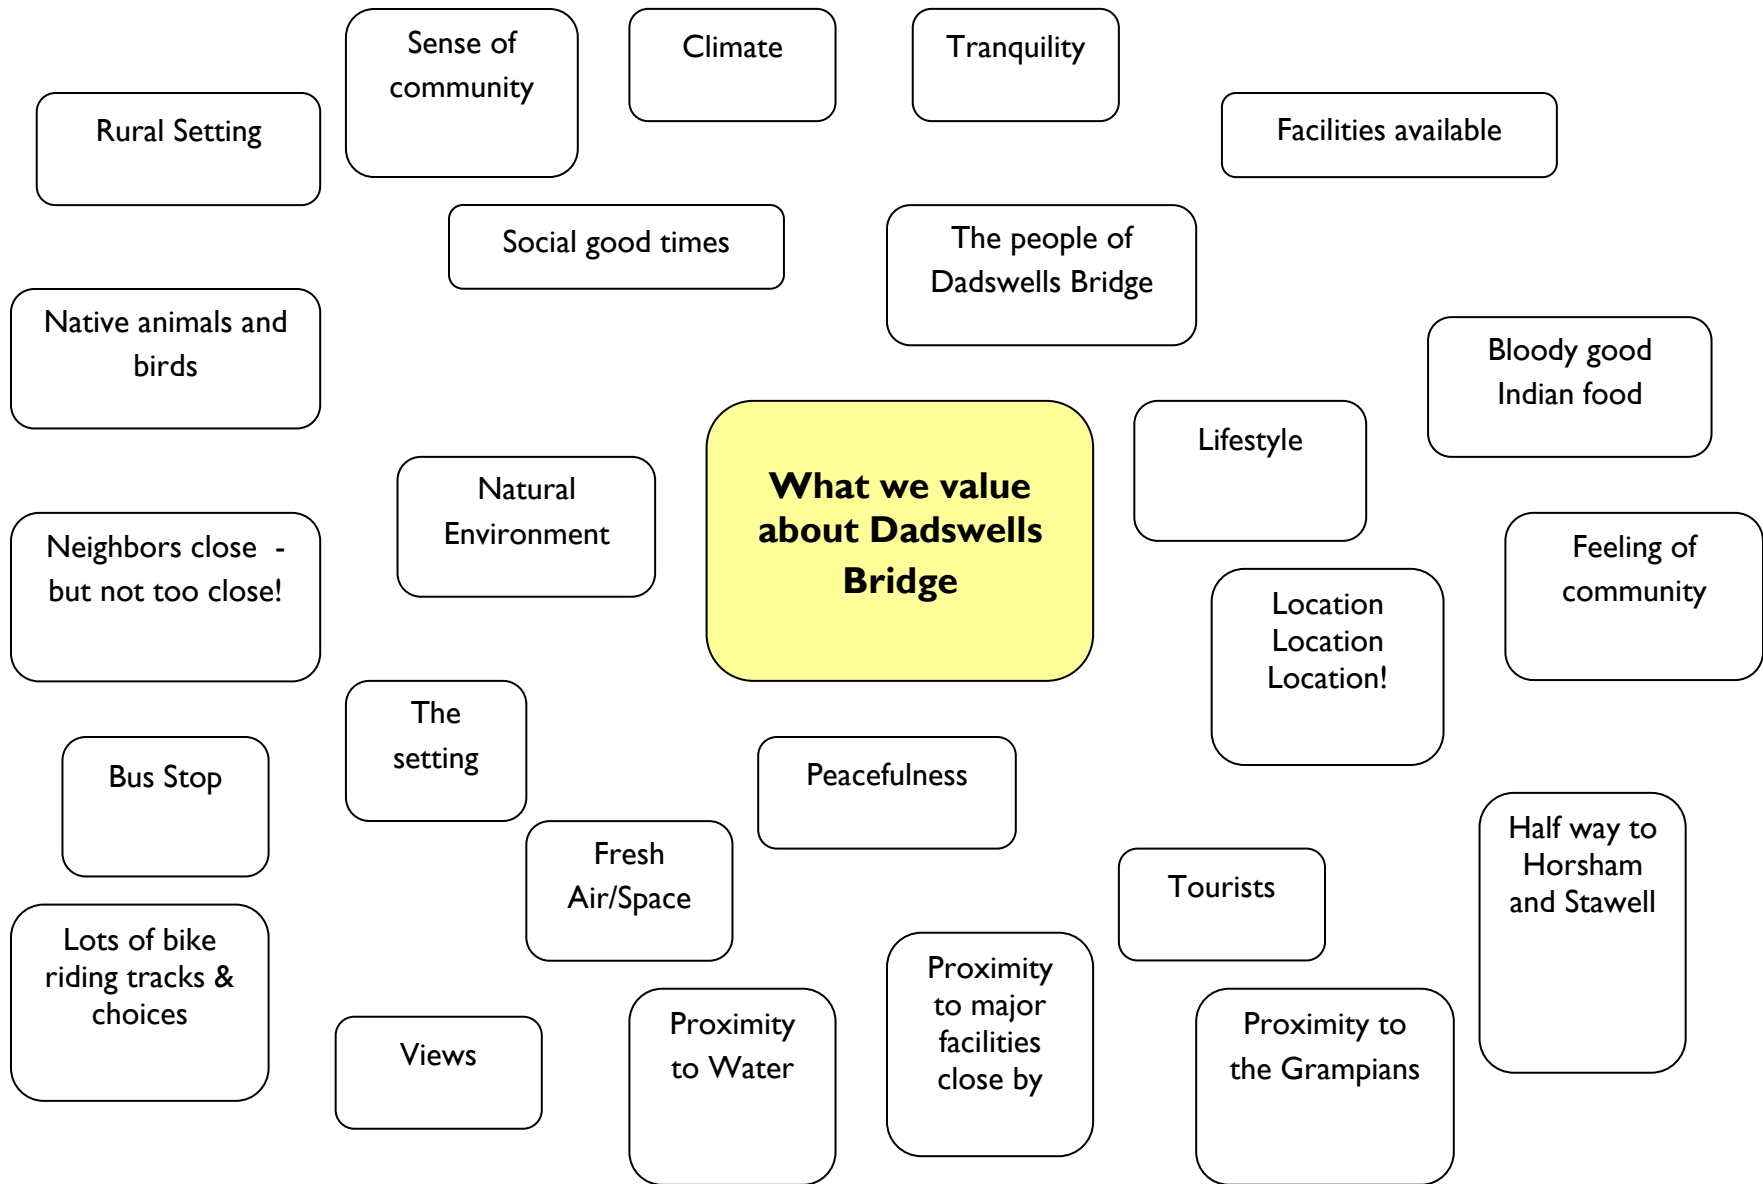 Sense of
community
Climate
Tranquility
Rural Setting
Facilities available
Social good times
The people of
Dadswells Bridge
Native animals and
birds
Bloody good
Indian food
What we value
about Dadswells
Bridge
Lifestyle
Natural
Environment
Neighbors close  -
but not too close!
Feeling of
community
Location
Location
Location!
The
setting
Bus Stop
Peacefulness
Half way to
Horsham
and Stawell
Fresh
Air/Space
Tourists
Lots of bike
riding tracks &
choices
Proximity
to major
facilities
close by
Views
Proximity
to Water
Proximity to
the Grampians